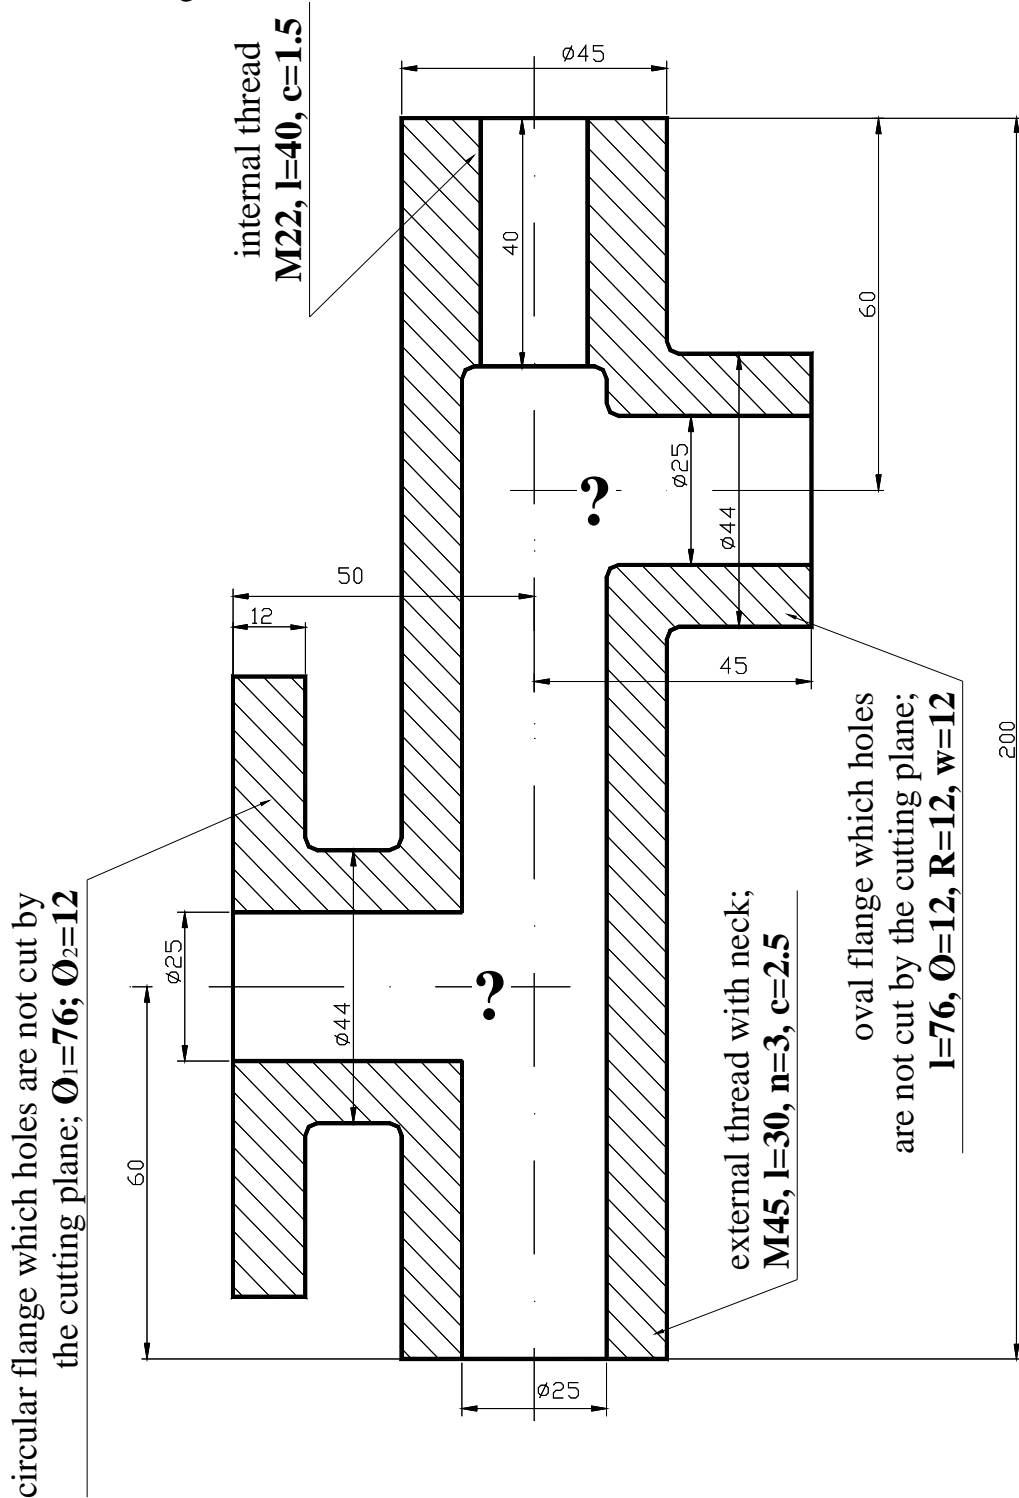 internal thread
M22, l=40, c=1.5
circular flange which holes are not cut by
the cutting plane; Ø1=76; Ø2=12
external thread with neck;
M45, l=30, n=3, c=2.5
oval flange which holes
are not cut by the cutting plane;
l=76, Ø=12, R=12, w=12
ø45
40
60
50
12
ø25
ø44
45
200
ø25
ø44
60
ø25
?
?